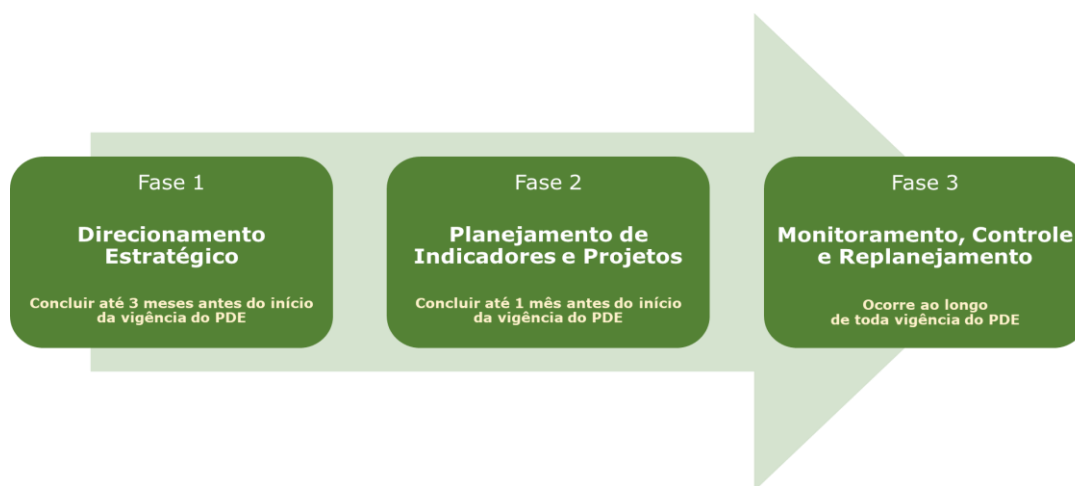 Fase 1
Direcionamento
Estratégico
Concluir até 3 meses antes do início
da vigência do PDE
Fase 2
Planejamento de
Indicadores e Projetos
Concluir até 1 mês antes do início
da vigência do PDE
Fase 3
Monitoramento, Controle
e Replanejamento
Ocorre ao longo
de toda vigência do PDE